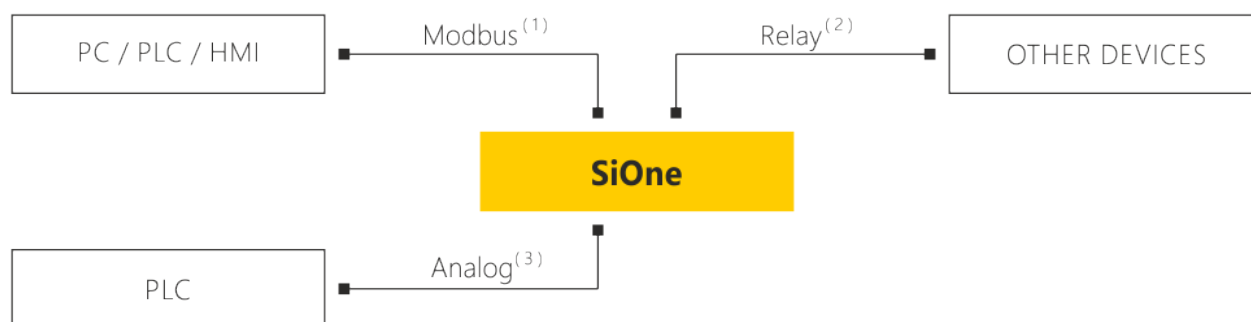 PC / PLC / HMI
Modbus(1)
Relay(2)
OTHER DEVICES
SiOne
Analog(3)
PLC